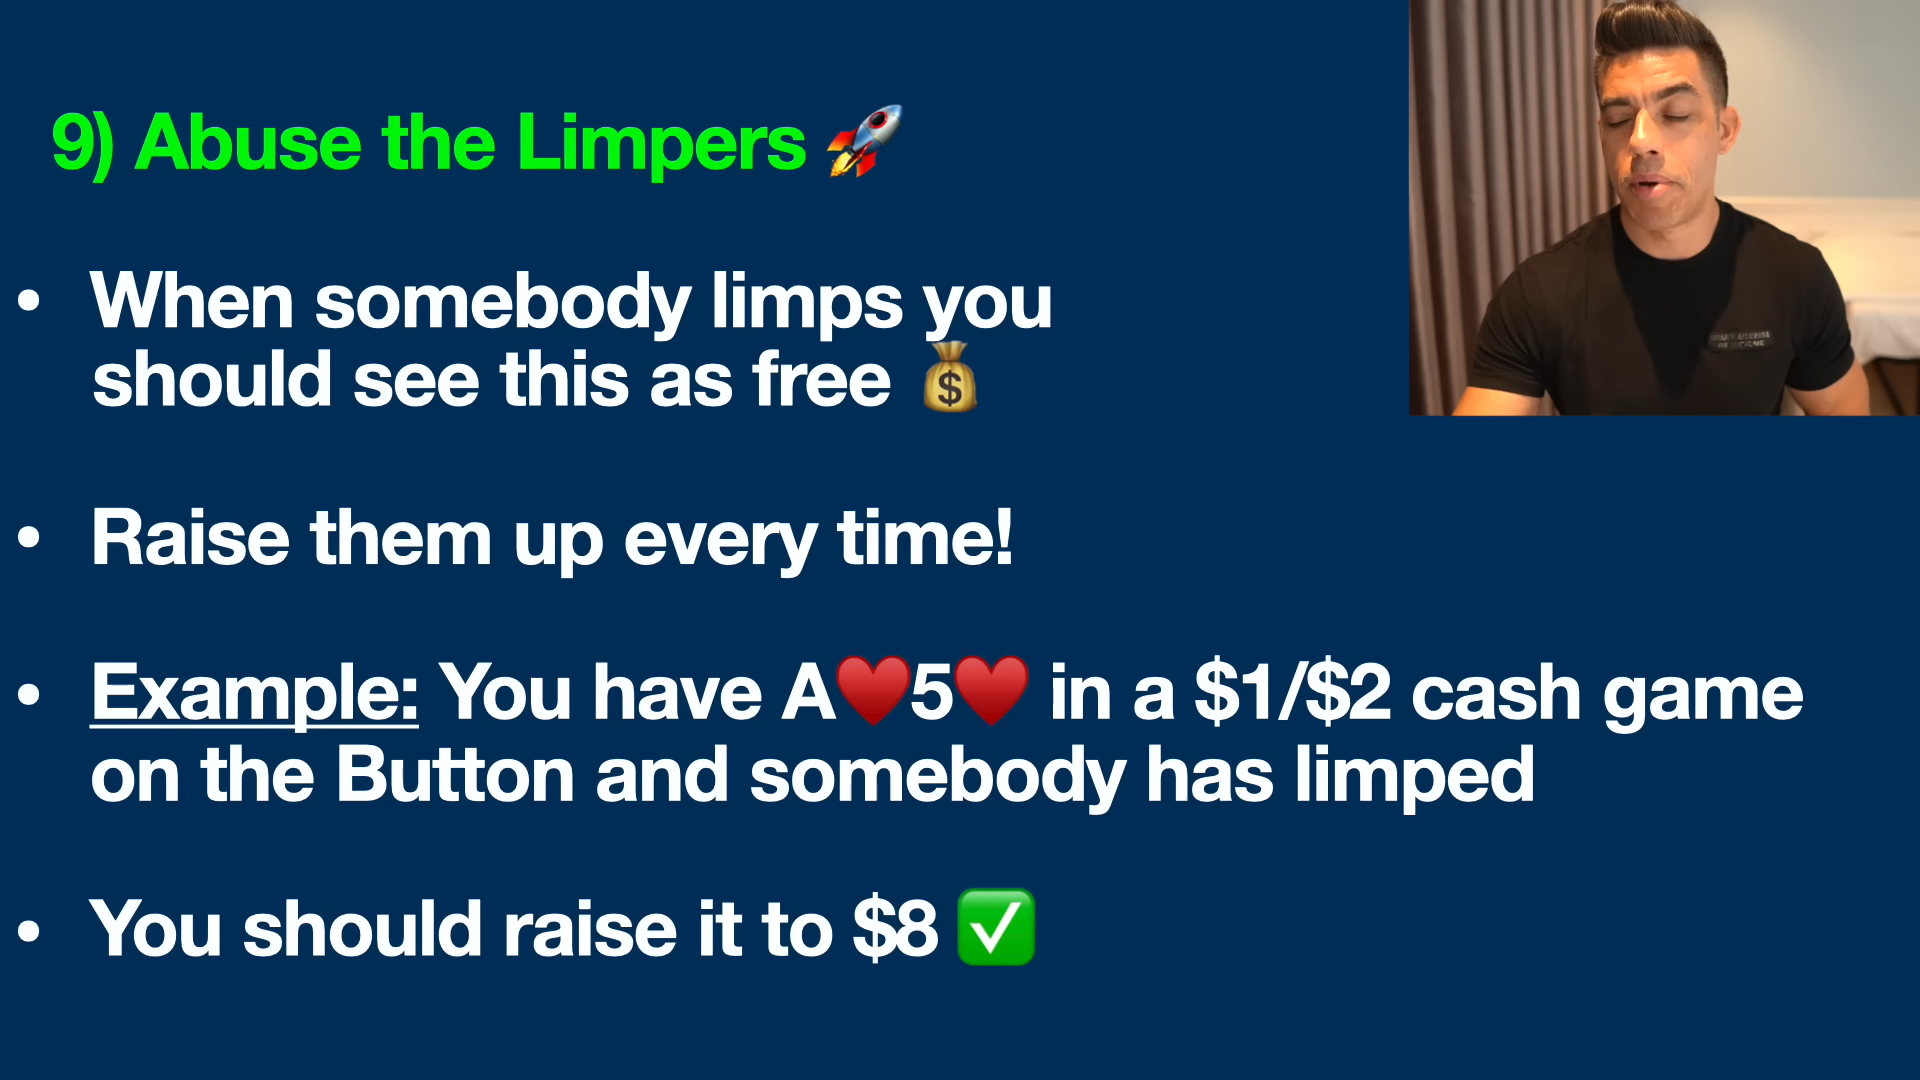 9) Abuse the Limpers 🚀
• When somebody limps you
should see this as free 💰
• Raise them up every time!
• Example: You have A♥️5♥️ in a $1/$2 cash game
on the Button and somebody has limped
• You should raise it to $8 ✅